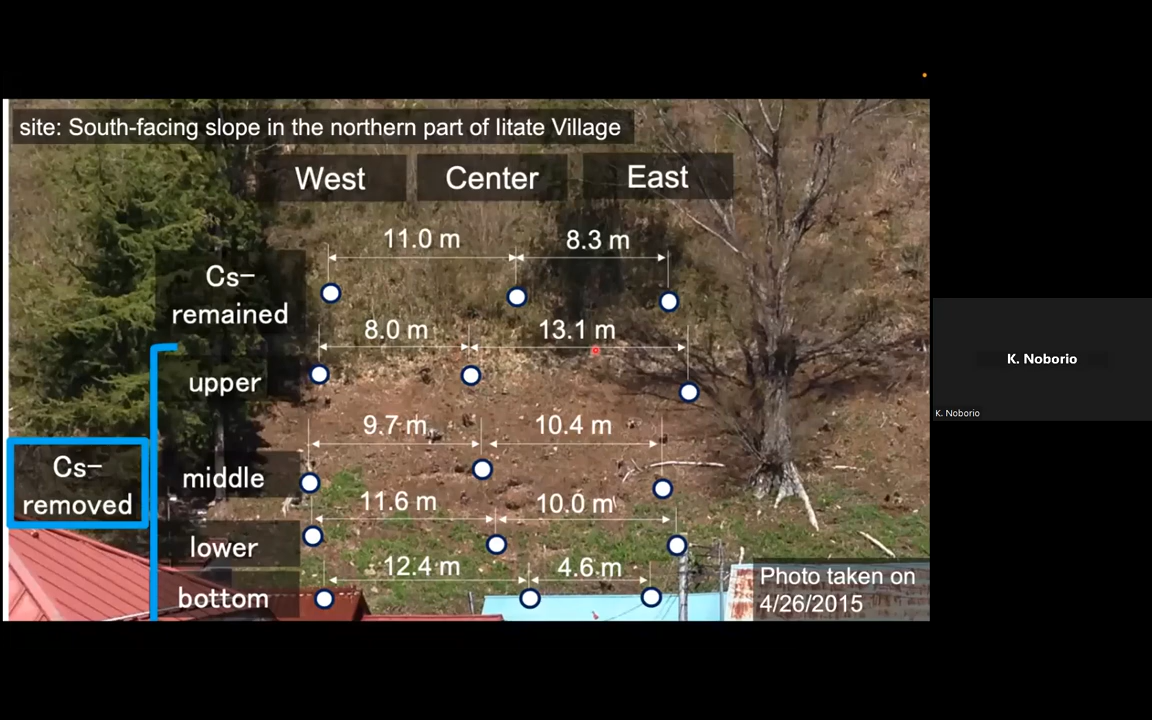 site: South-facing slope in the northern part of Iitate Village
West Center East
11.0 m 8.3 m
Cs-
remained
8.0 m 13.1 m
upper
9.7 m 10.4 m
Cs-
removed
middle
11.6 m 10.0 m
lower
12.4 m 4.6 m
bottom
Photo taken on
4/26/2015
K. Noborio
K. Noborio